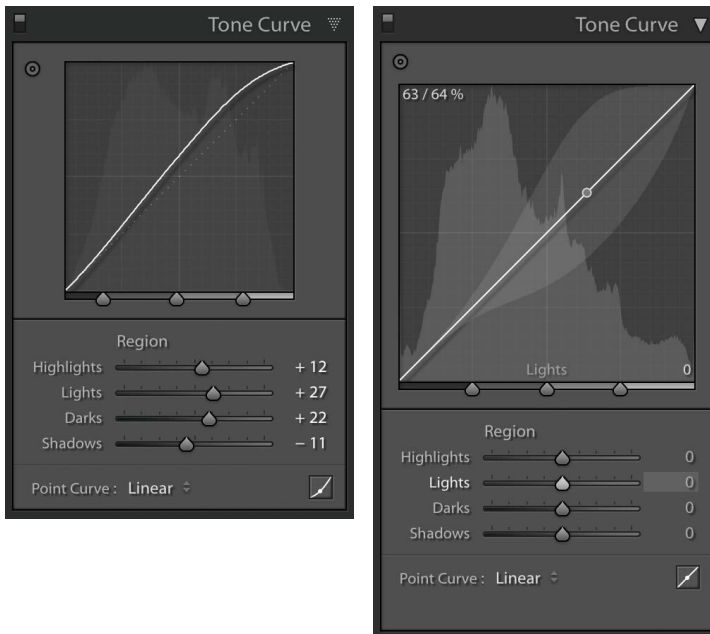 Tone Curve
Region
Highlights + 12
Lights + 27
Darks + 22
Shadows − 11
Point Curve : Linear
Tone Curve
63 / 64 %
Lights 0
Region
Highlights 0
Lights 0
Darks 0
Shadows 0
Point Curve : Linear